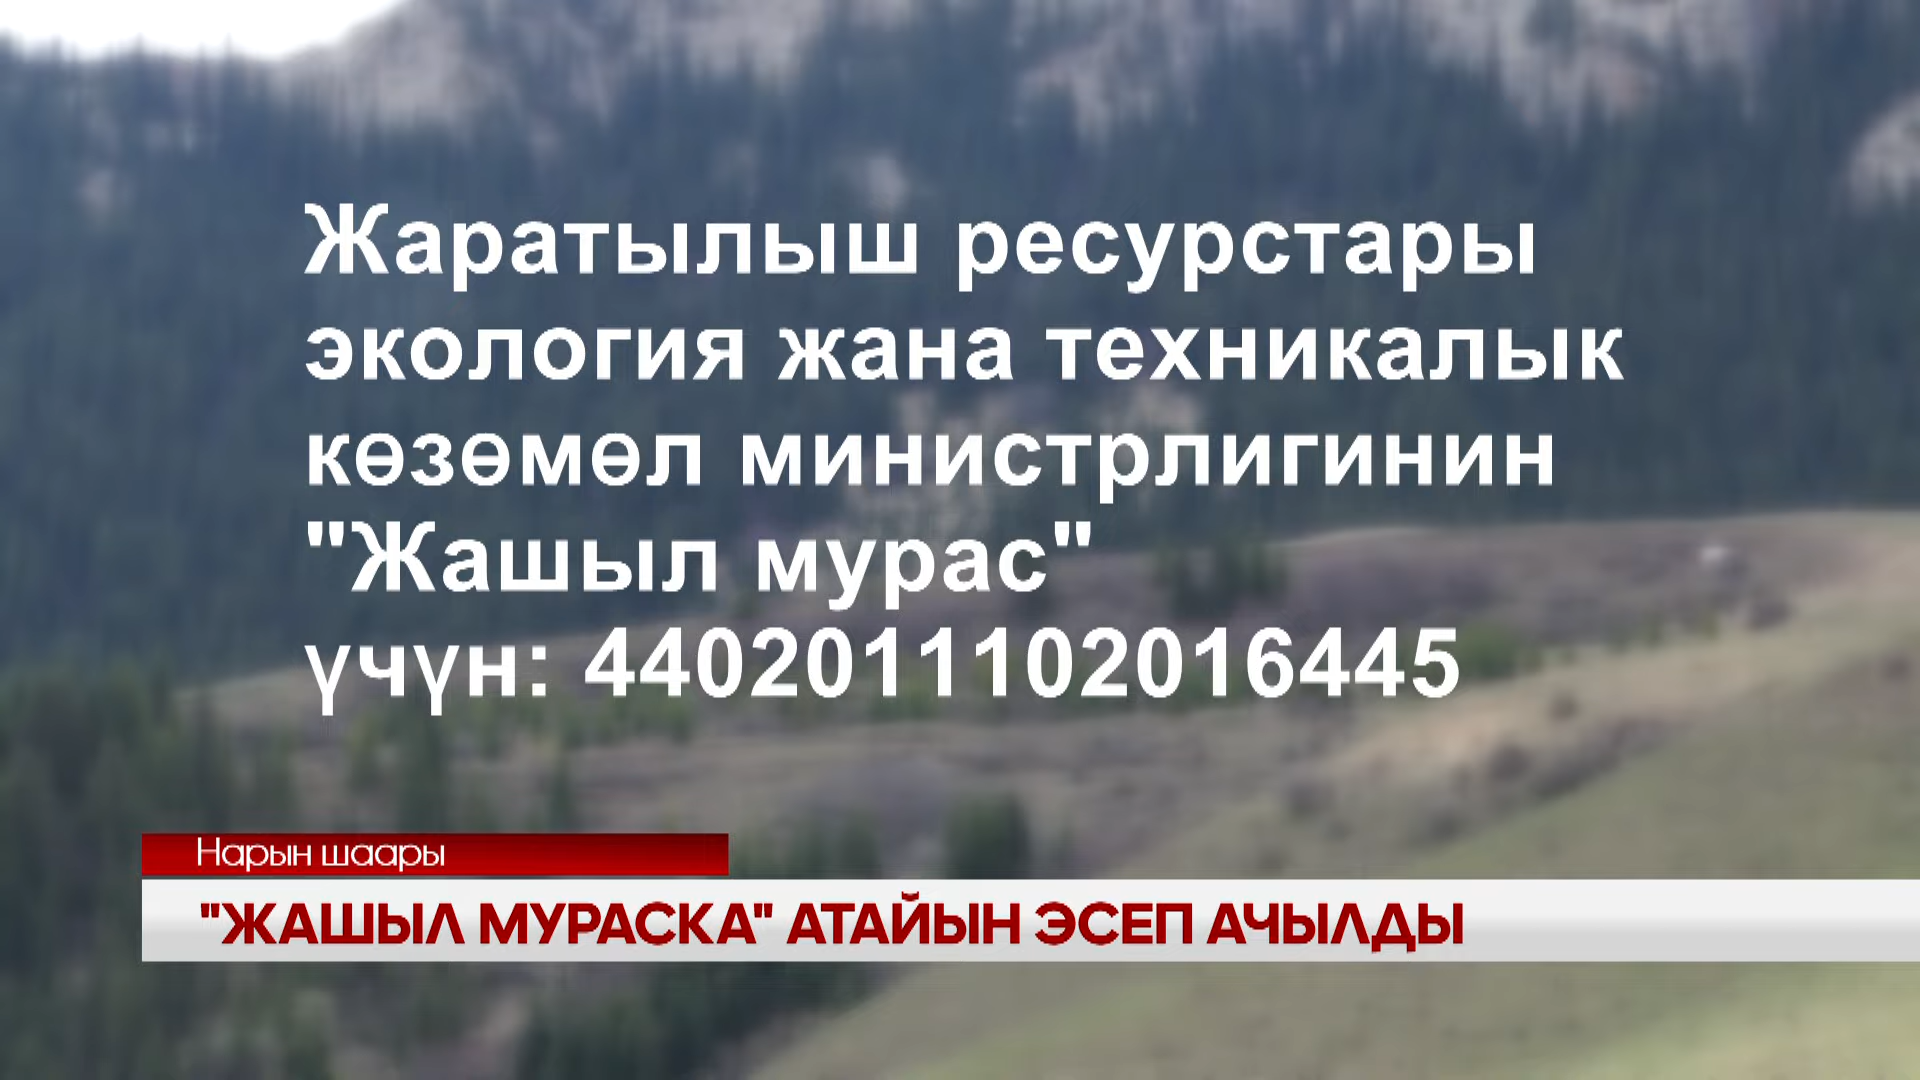 Жаратылыш ресурстары
экология жана техникалык
көзөмөл министрлигинин
"Жашыл мурас"
үчүн: 4402011102016445
Нарын шаары
"ЖАШЫЛ МУРАСКА" АТАЙЫН ЭСЕП АЧЫЛДЫ